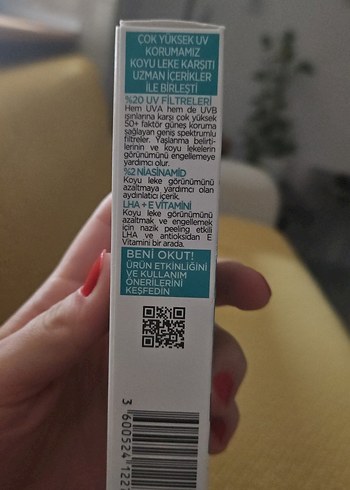 ÇOK YÜKSEK UV
KORUMAMIZ
KOYU LEKE KARŞITI
UZMAN İÇERİKLER
İLE BİRLEŞTİ
%20 UV FİLTRELERİ
Hem UVA hem de UVB
ışınlarına karşı çok yüksek
50+ faktör güneş koruma
sağlayan geniş spektrumlu
filtreler. Yaşlanma belirti-
lerinin ve koyu lekelerin
görünümünü engellemeye
yardımcı olur.
%2 NİASİNAMİD
Koyu leke görünümünü
azaltmaya yardımcı olan
aydınlatıcı içerik.
LHA + E VİTAMİNİ
Koyu leke görünümünü
azaltmak ve engellemek
için nazik peeling etkili
LHA ve antioksidan E
Vitamini bir arada.
BENİ OKUT!
ÜRÜN ETKİNLİĞİNİ
VE KULLANIM
ÖNERİLERİNİ
KEŞFEDİN
3 600524 122